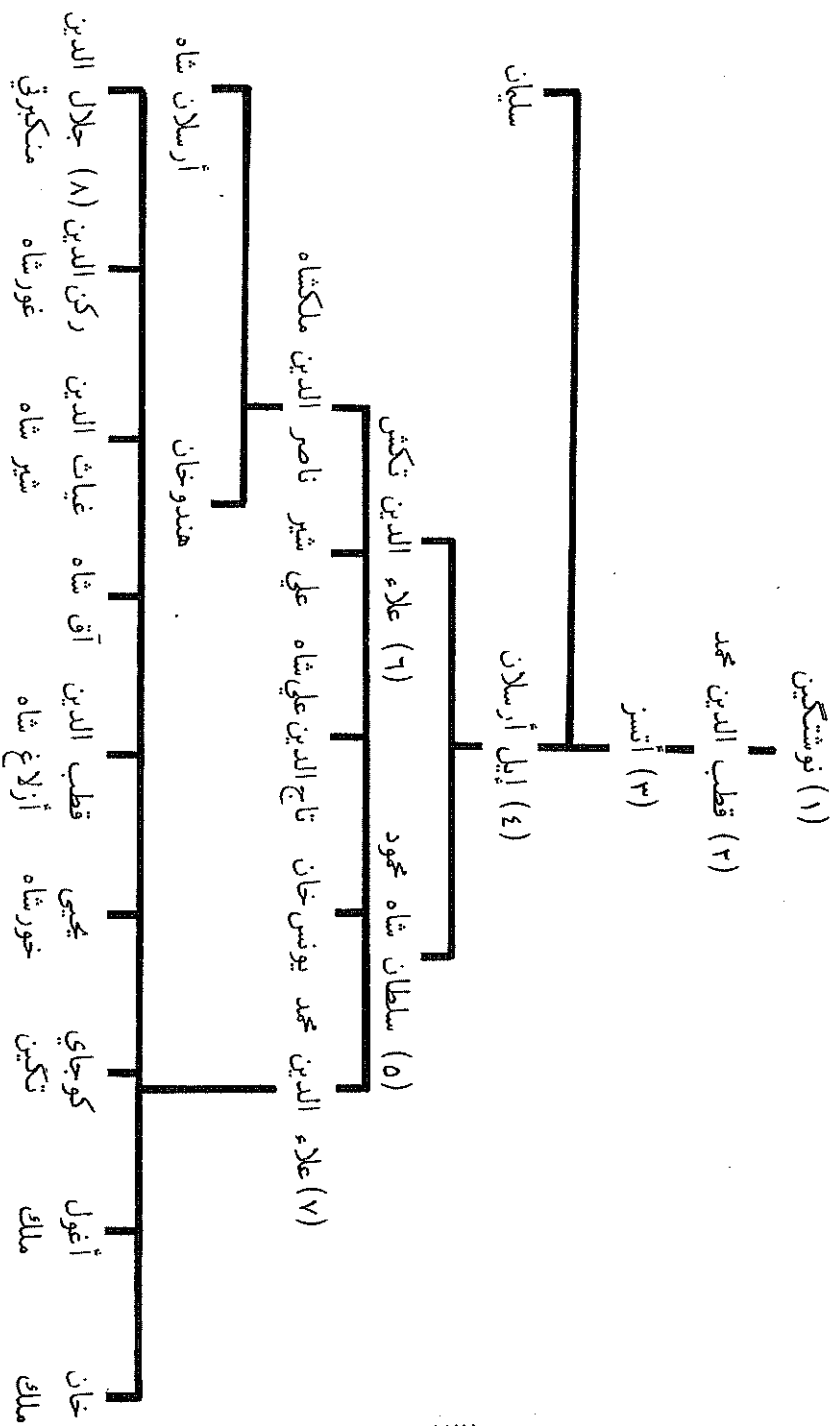 (١) نوشتگين
(٢) قطب الدين محمد
(٣) أتسز
(٤) إيل أرسلان
سليمان
(٥) سلطان شاه محمود
(٦) علاء الدين تكش
(٧) علاء الدين محمد
يونس خان
تاج الدين علي شاه
علي شير
ناصر الدين ملكشاه
هندوخان
أرسلان شاه
خان
ملك
أغول
ملك
كوجاي
تكين
يحيى
خورشاه
قطب الدين
أزلاغ شاه
آق شاه
غياث الدين
شير شاه
ركن الدين
غورشاه
(٨) جلال الدين
منكبرتي